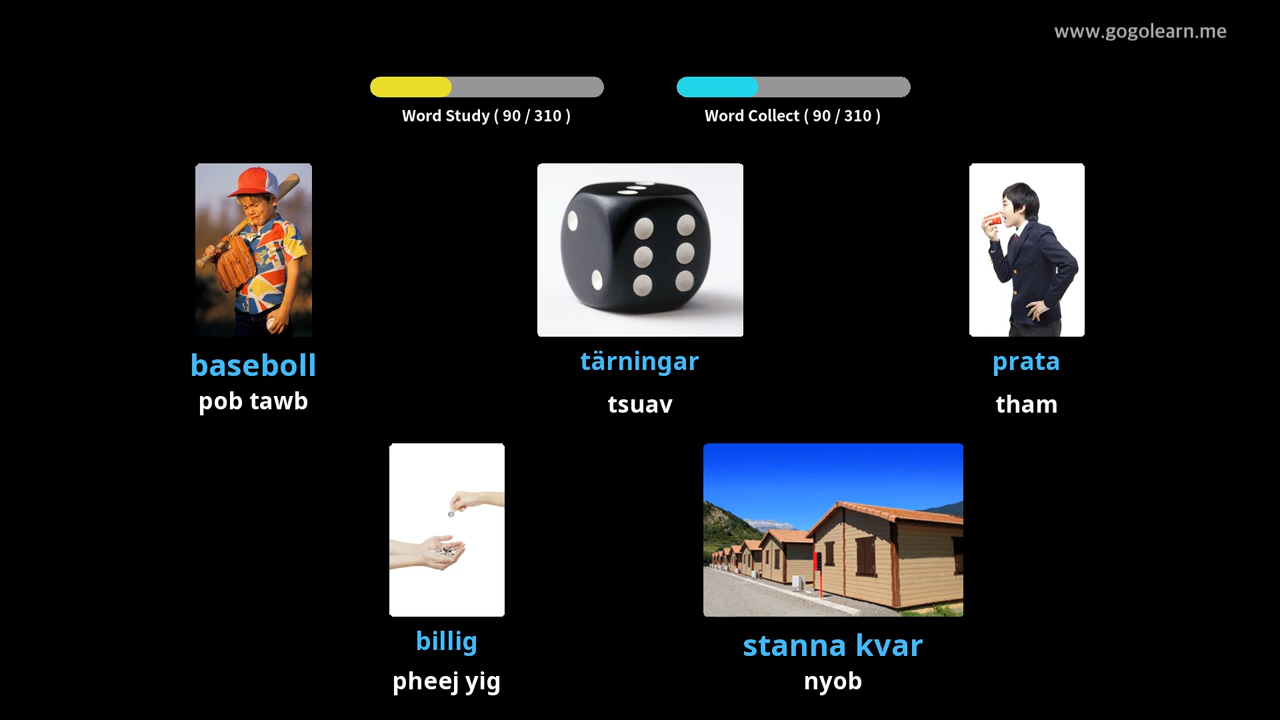 www.gogolearn.me
Word Study ( 90 / 310 )
Word Collect ( 90 / 310 )
baseboll
pob tawb
tärningar
tsuav
prata
tham
billig
pheej yig
stanna kvar
nyob